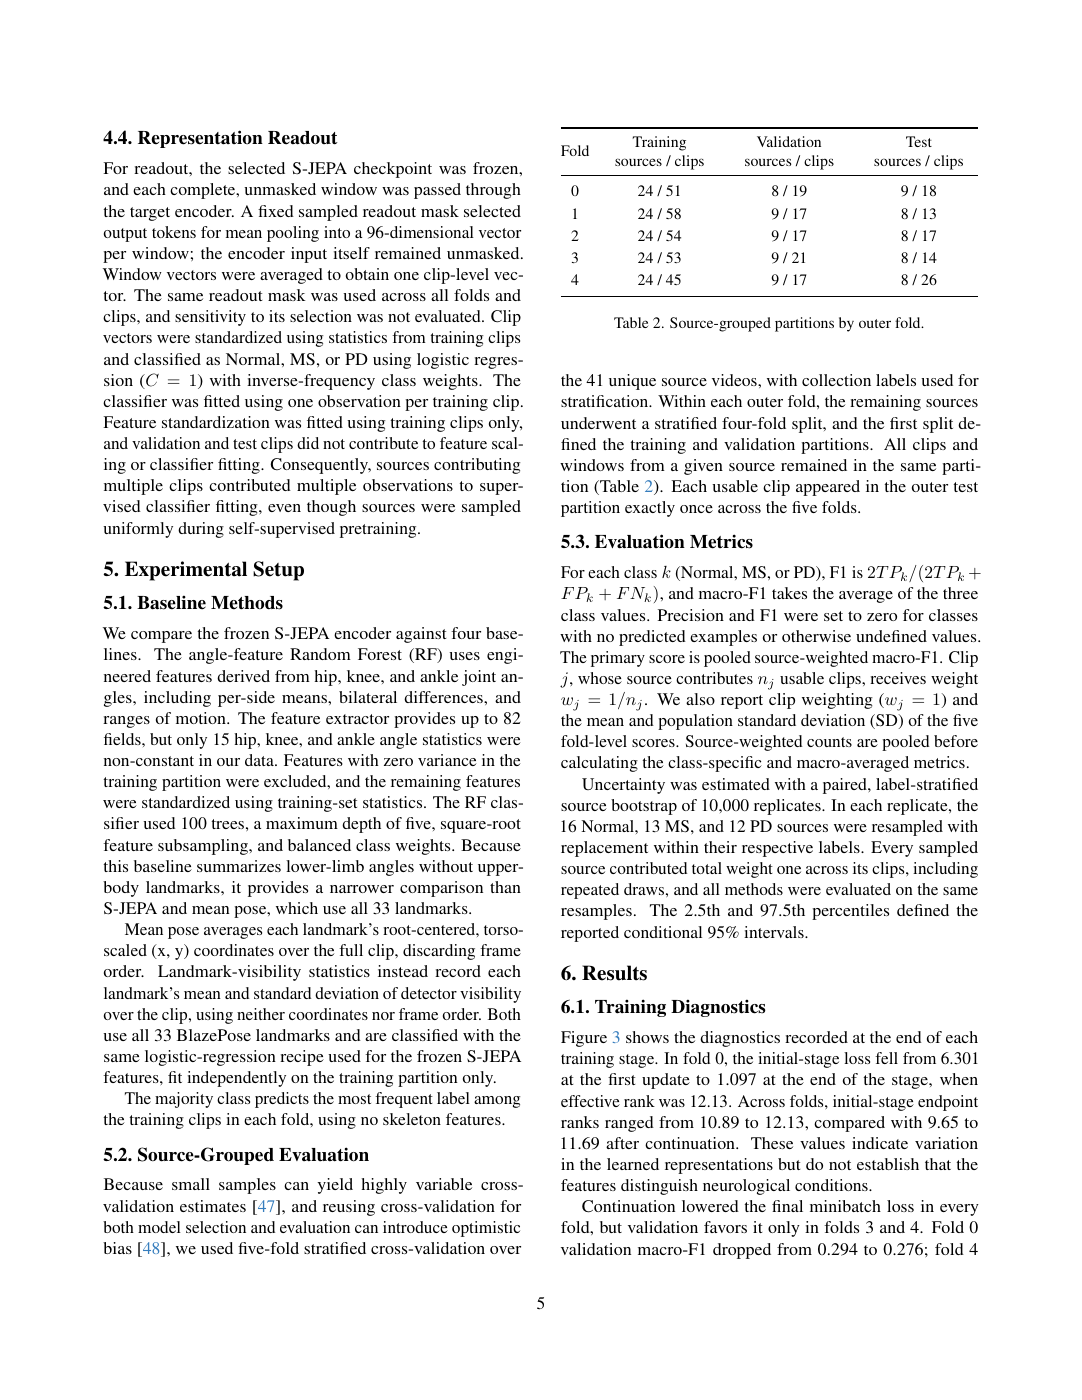 4.4. Representation Readout
For readout, the selected S-JEPA checkpoint was frozen,
and each complete, unmasked window was passed through
the target encoder. A fixed sampled readout mask selected
output tokens for mean pooling into a 96-dimensional vector
per window; the encoder input itself remained unmasked.
Window vectors were averaged to obtain one clip-level vec-
tor. The same readout mask was used across all folds and
clips, and sensitivity to its selection was not evaluated. Clip
vectors were standardized using statistics from training clips
and classified as Normal, MS, or PD using logistic regres-
sion (C = 1) with inverse-frequency class weights. The
classifier was fitted using one observation per training clip.
Feature standardization was fitted using training clips only,
and validation and test clips did not contribute to feature scal-
ing or classifier fitting. Consequently, sources contributing
multiple clips contributed multiple observations to super-
vised classifier fitting, even though sources were sampled
uniformly during self-supervised pretraining.
5. Experimental Setup
5.1. Baseline Methods
We compare the frozen S-JEPA encoder against four base-
lines. The angle-feature Random Forest (RF) uses engi-
neered features derived from hip, knee, and ankle joint an-
gles, including per-side means, bilateral differences, and
ranges of motion. The feature extractor provides up to 82
fields, but only 15 hip, knee, and ankle angle statistics were
non-constant in our data. Features with zero variance in the
training partition were excluded, and the remaining features
were standardized using training-set statistics. The RF clas-
sifier used 100 trees, a maximum depth of five, square-root
feature subsampling, and balanced class weights. Because
this baseline summarizes lower-limb angles without upper-
body landmarks, it provides a narrower comparison than
S-JEPA and mean pose, which use all 33 landmarks.
Mean pose averages each landmark's root-centered, torso-
scaled (x, y) coordinates over the full clip, discarding frame
order. Landmark-visibility statistics instead record each
landmark's mean and standard deviation of detector visibility
over the clip, using neither coordinates nor frame order. Both
use all 33 BlazePose landmarks and are classified with the
same logistic-regression recipe used for the frozen S-JEPA
features, fit independently on the training partition only.
The majority class predicts the most frequent label among
the training clips in each fold, using no skeleton features.
5.2. Source-Grouped Evaluation
Because small samples can yield highly variable cross-
validation estimates [47], and reusing cross-validation for
both model selection and evaluation can introduce optimistic
bias [48], we used five-fold stratified cross-validation over
Fold Training sources / clips Validation sources / clips Test sources / clips
0 24 / 51 8 / 19 9 / 18
1 24 / 58 9 / 17 8 / 13
2 24 / 54 9 / 17 8 / 17
3 24 / 53 9 / 21 8 / 14
4 24 / 45 9 / 17 8 / 26
Table 2. Source-grouped partitions by outer fold.
the 41 unique source videos, with collection labels used for
stratification. Within each outer fold, the remaining sources
underwent a stratified four-fold split, and the first split de-
fined the training and validation partitions. All clips and
windows from a given source remained in the same parti-
tion (Table 2). Each usable clip appeared in the outer test
partition exactly once across the five folds.
5.3. Evaluation Metrics
For each class k (Normal, MS, or PD), F1 is 2TPₖ/(2TPₖ +
FPₖ + FNₖ), and macro-F1 takes the average of the three
class values. Precision and F1 were set to zero for classes
with no predicted examples or otherwise undefined values.
The primary score is pooled source-weighted macro-F1. Clip
j, whose source contributes nⱼ usable clips, receives weight
wⱼ = 1/nⱼ. We also report clip weighting (wⱼ = 1) and
the mean and population standard deviation (SD) of the five
fold-level scores. Source-weighted counts are pooled before
calculating the class-specific and macro-averaged metrics.
Uncertainty was estimated with a paired, label-stratified
source bootstrap of 10,000 replicates. In each replicate, the
16 Normal, 13 MS, and 12 PD sources were resampled with
replacement within their respective labels. Every sampled
source contributed total weight one across its clips, including
repeated draws, and all methods were evaluated on the same
resamples. The 2.5th and 97.5th percentiles defined the
reported conditional 95% intervals.
6. Results
6.1. Training Diagnostics
Figure 3 shows the diagnostics recorded at the end of each
training stage. In fold 0, the initial-stage loss fell from 6.301
at the first update to 1.097 at the end of the stage, when
effective rank was 12.13. Across folds, initial-stage endpoint
ranks ranged from 10.89 to 12.13, compared with 9.65 to
11.69 after continuation. These values indicate variation
in the learned representations but do not establish that the
features distinguish neurological conditions.
Continuation lowered the final minibatch loss in every
fold, but validation favors it only in folds 3 and 4. Fold 0
validation macro-F1 dropped from 0.294 to 0.276; fold 4
5